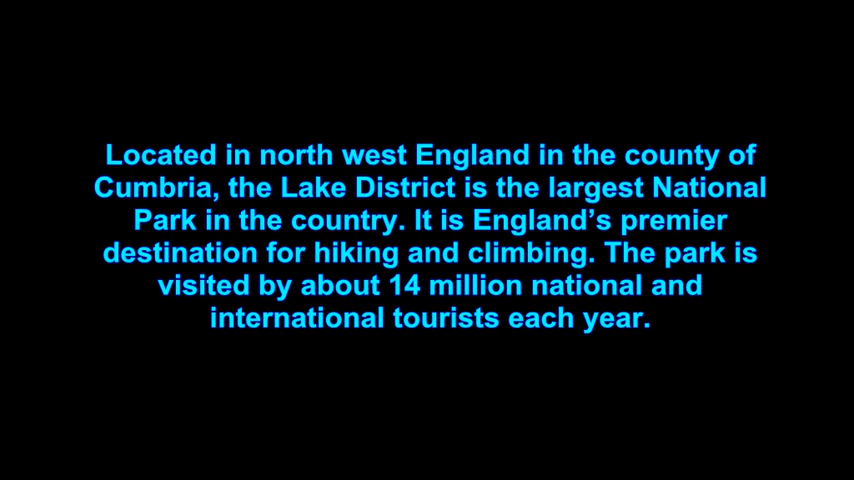 Located in north west England in the county of
Cumbria, the Lake District is the largest National
Park in the country. It is England’s premier
destination for hiking and climbing. The park is
visited by about 14 million national and
international tourists each year.